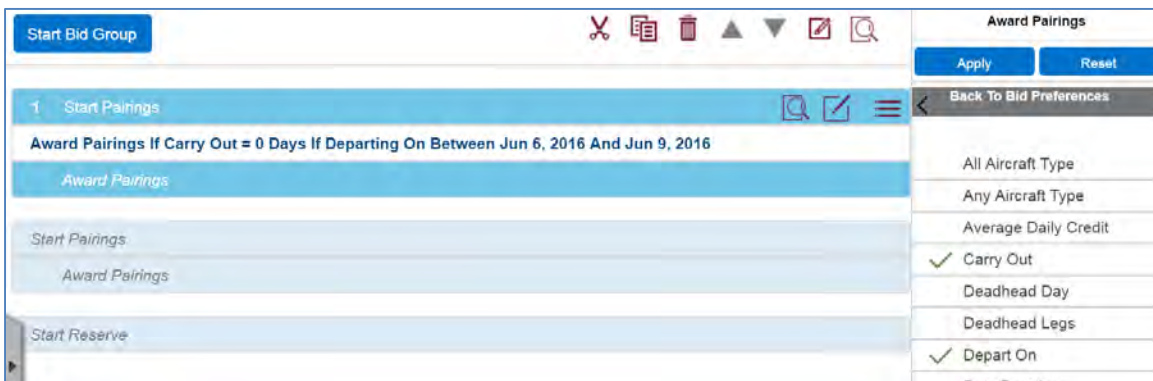 Start Bid Group
1 Start Pairings
Award Pairings If Carry Out = 0 Days If Departing On Between Jun 6, 2016 And Jun 9, 2016
Award Pairings
Start Pairings
Award Pairings
Start Reserve
Award Pairings
Apply Reset
Back To Bid Preferences
All Aircraft Type
Any Aircraft Type
Average Daily Credit
Carry Out
Deadhead Day
Deadhead Legs
Depart On